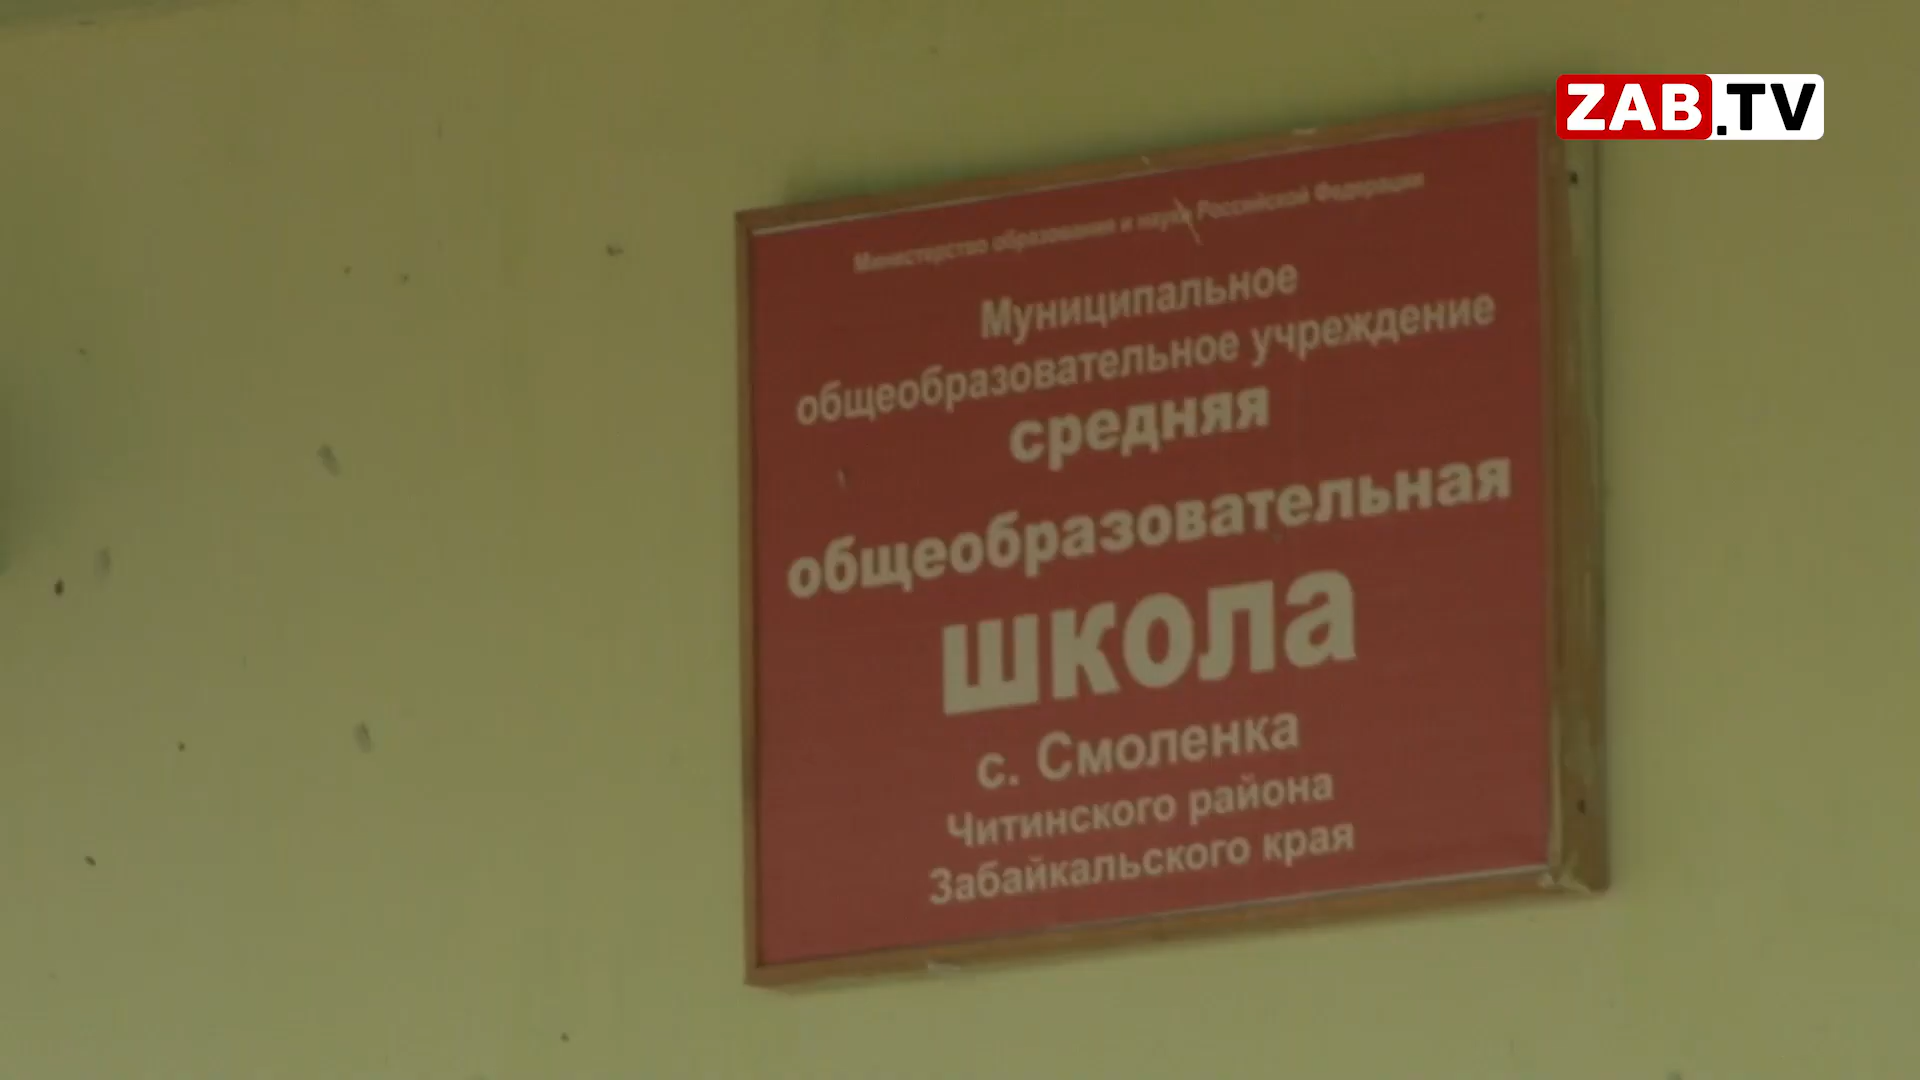 ZAB.TV
Министерство образования и науки Российской Федерации
Муниципальное
общеобразовательное учреждение
средняя
общеобразовательная
школа
с. Смоленка
Читинского района
Забайкальского края